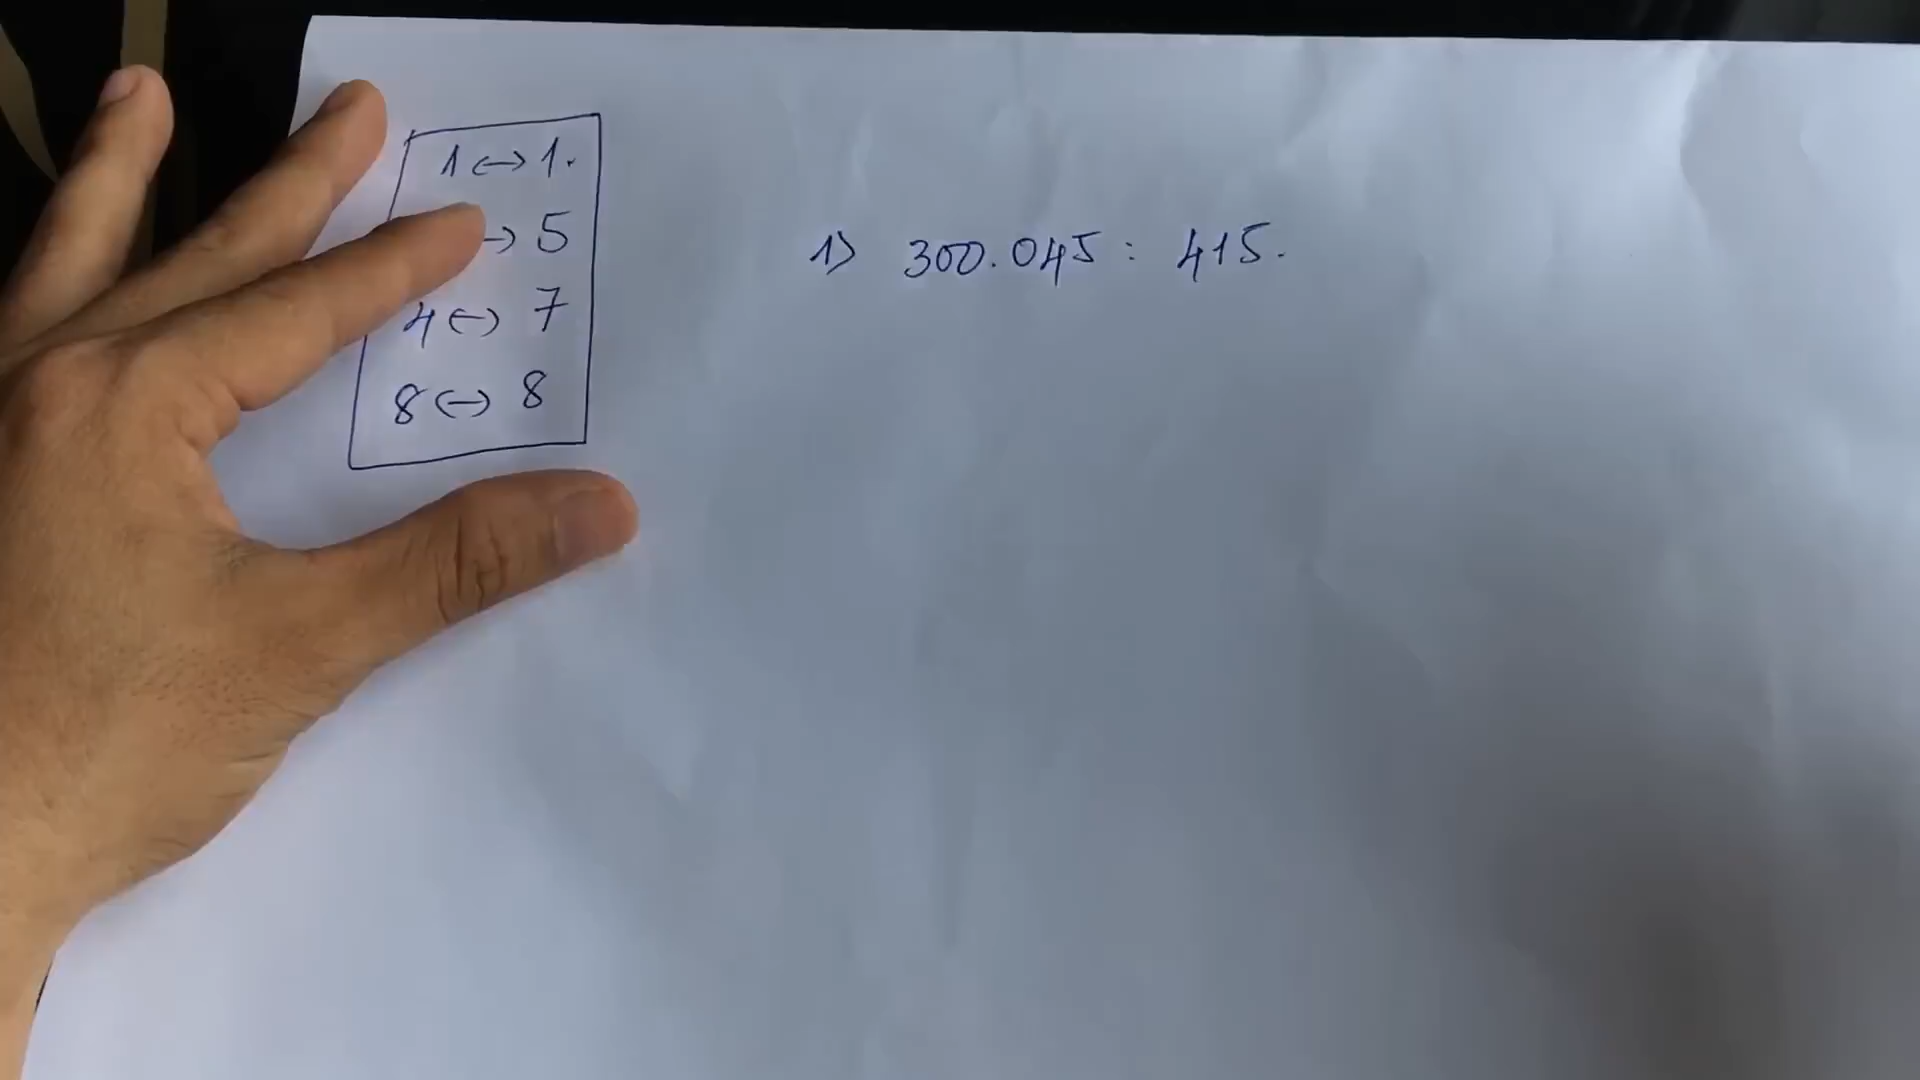 1 ↔ 1.
→ 5
4 ↔ 7
8 ↔ 8
1) 300.045 : 415.